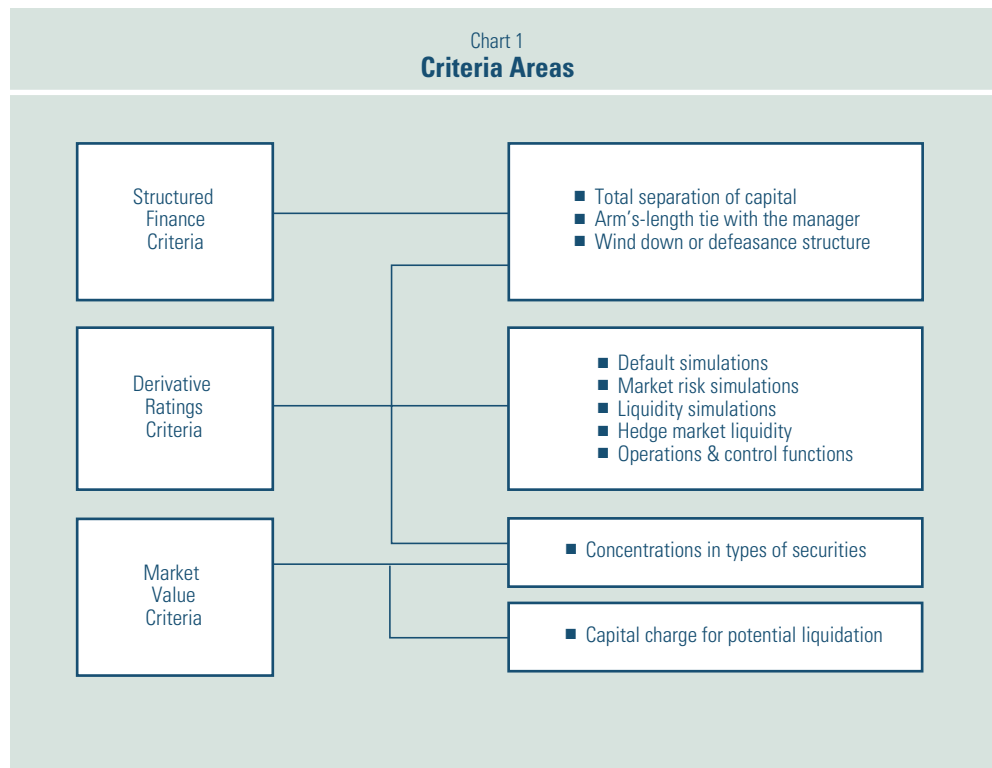 Chart 1
Criteria Areas
Structured
Finance
Criteria
■ Total separation of capital
■ Arm's-length tie with the manager
■ Wind down or defeasance structure
Derivative
Ratings
Criteria
■ Default simulations
■ Market risk simulations
■ Liquidity simulations
■ Hedge market liquidity
■ Operations & control functions
Market
Value
Criteria
■ Concentrations in types of securities
■ Capital charge for potential liquidation